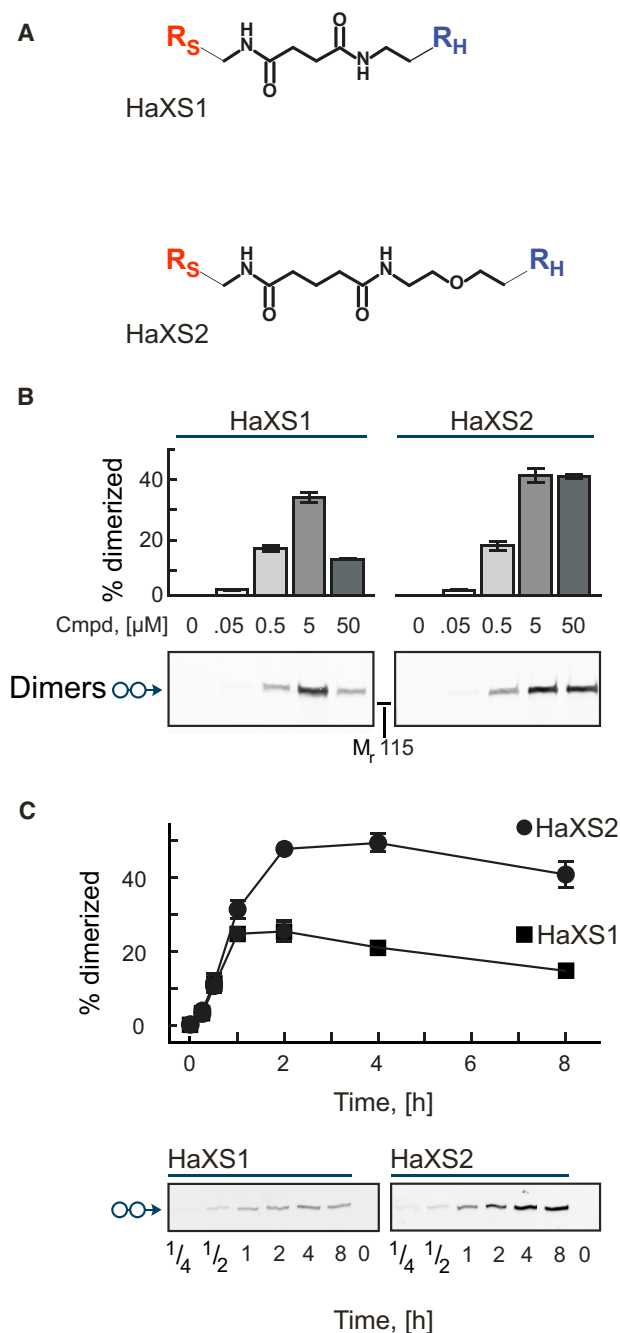 A
R_S H N O O N H R_H
HaXS1
R_S H N O O H N O R_H
HaXS2
B
HaXS1 HaXS2
% dimerized
40
20
0
Cmpd, [µM] 0 .05 0.5 5 50 0 .05 0.5 5 50
Dimers
M_r 115
C
HaXS2
HaXS1
% dimerized
40
20
0
0 2 4 6 8
Time, [h]
HaXS1 HaXS2
1/4 1/2 1 2 4 8 0 1/4 1/2 1 2 4 8 0
Time, [h]